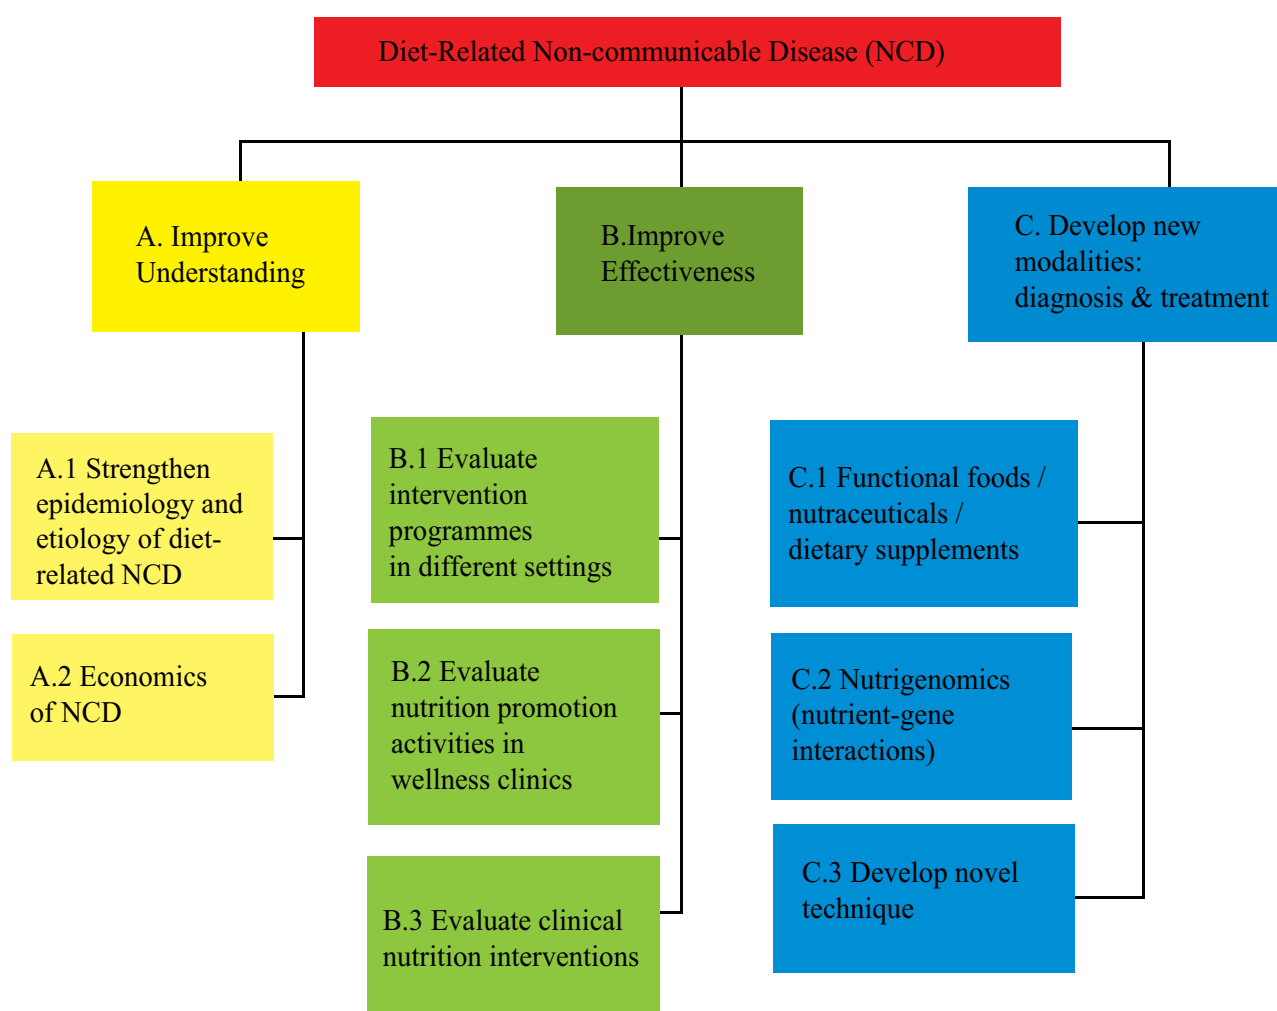 Diet-Related Non-communicable Disease (NCD)
A. Improve
Understanding
B.Improve
Effectiveness
C. Develop new
modalities:
diagnosis & treatment
A.1 Strengthen
epidemiology and
etiology of diet-
related NCD
A.2 Economics
of NCD
B.1 Evaluate
intervention
programmes
in different settings
B.2 Evaluate
nutrition promotion
activities in
wellness clinics
B.3 Evaluate clinical
nutrition interventions
C.1 Functional foods /
nutraceuticals /
dietary supplements
C.2 Nutrigenomics
(nutrient-gene
interactions)
C.3 Develop novel
technique